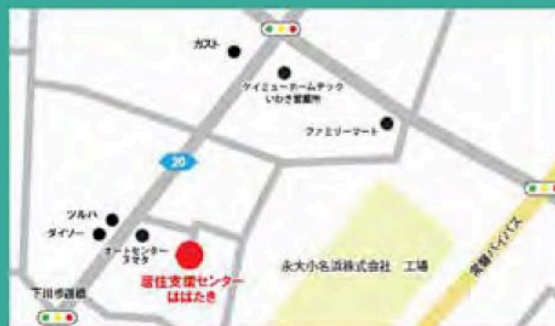 ガスト
ケイミューホームテック
いわき営業所
ファミリーマート
20
ツルハ
ダイソー
オートセンター
ヌマタ
居住支援センター
ははたき
永大小名浜株式会社 工場
常磐バイパス
下川歩道橋